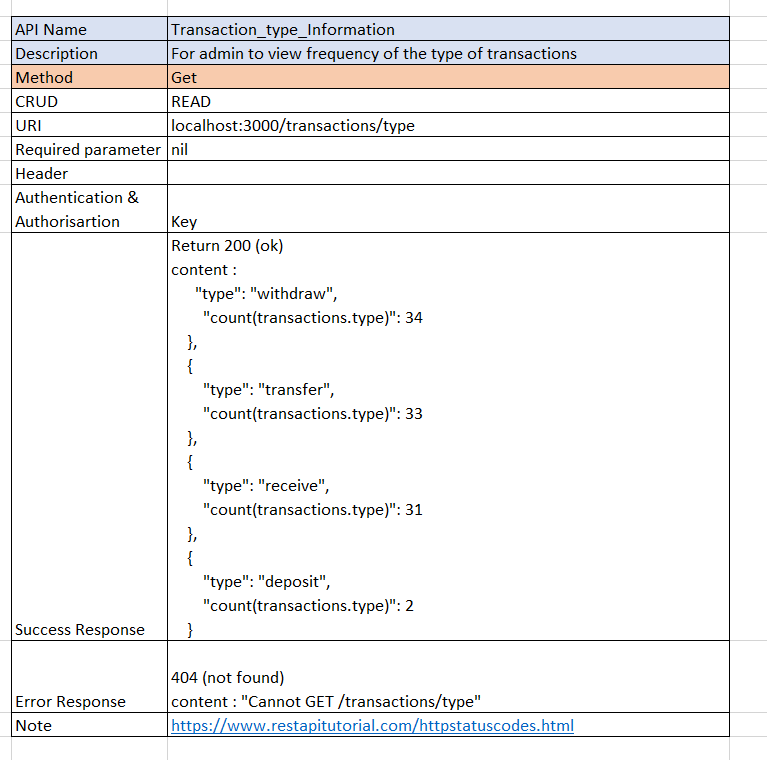 API Name Transaction_type_Information
Description For admin to view frequency of the type of transactions
Method Get
CRUD READ
URI localhost:3000/transactions/type
Required parameter nil
Header
Authentication &
Authorisartion Key
Return 200 (ok)
content :
"type": "withdraw",
"count(transactions.type)": 34
},
{
"type": "transfer",
"count(transactions.type)": 33
},
{
"type": "receive",
"count(transactions.type)": 31
},
{
"type": "deposit",
"count(transactions.type)": 2
Success Response }
404 (not found)
Error Response content : "Cannot GET /transactions/type"
Note https://www.restapitutorial.com/httpstatuscodes.html